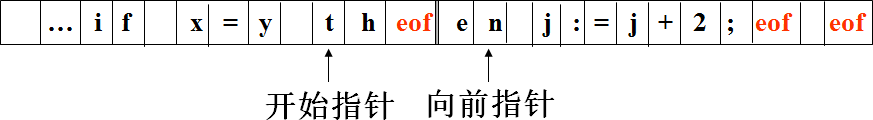 … i f x = y t h eof e n j : = j + 2 ; eof eof
开始指针 向前指针